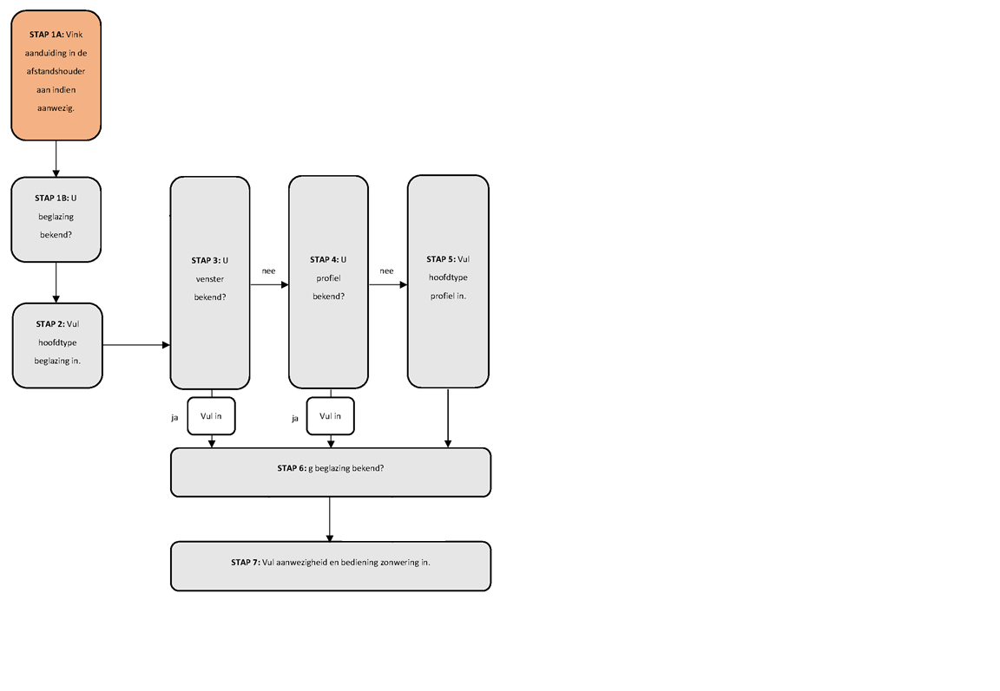 STAP 1A: Vink
aanduiding in de
afstandshouder
aan indien
aanwezig.
STAP 1B: U
beglazing
bekend?
STAP 2: Vul
hoofdtype
beglazing in.
STAP 3: U
venster
bekend?
nee
STAP 4: U
profiel
bekend?
nee
STAP 5: Vul
hoofdtype
profiel in.
ja
Vul in
ja
Vul in
STAP 6: g beglazing bekend?
STAP 7: Vul aanwezigheid en bediening zonwering in.